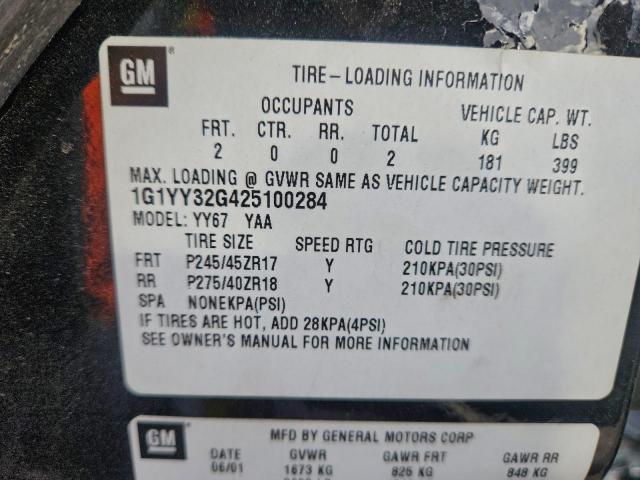 GM ®
TIRE-LOADING INFORMATION
OCCUPANTS VEHICLE CAP. WT.
FRT. CTR. RR. TOTAL KG LBS
2 0 0 2 181 399
MAX. LOADING @ GVWR SAME AS VEHICLE CAPACITY WEIGHT.
1G1YY32G425100284
MODEL: YY67 YAA
TIRE SIZE SPEED RTG COLD TIRE PRESSURE
FRT P245/45ZR17 Y 210KPA(30PSI)
RR P275/40ZR18 Y 210KPA(30PSI)
SPA NONEKPA(PSI)
IF TIRES ARE HOT, ADD 28KPA(4PSI)
SEE OWNER'S MANUAL FOR MORE INFORMATION
GM ®
MFD BY GENERAL MOTORS CORP
DATE GVWR GAWR FRT GAWR RR
06/01 1673 KG 825 KG 848 KG